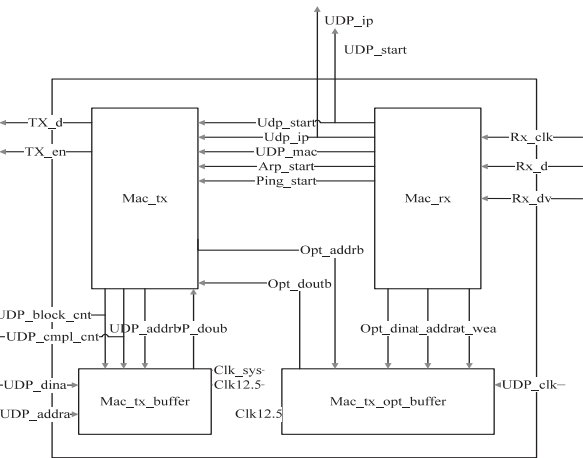 UDP_ip
UDP_start
TX_d
Udp_start
Udp_ip
Rx_clk
TX_en
UDP_mac
Arp_start
Rx_d
Ping_start
Mac_tx
Mac_rx
Rx_dv
Opt_addrb
Opt_doutb
UDP_block_cnt
UDP_addrb
P_doub
Opt_dina
t_addra
t_wea
UDP_cmpl_cnt
Clk_sys
UDP_dina
Clk12.5
UDP_clk
Mac_tx_buffer
Mac_tx_opt_buffer
UDP_addra
Clk12.5